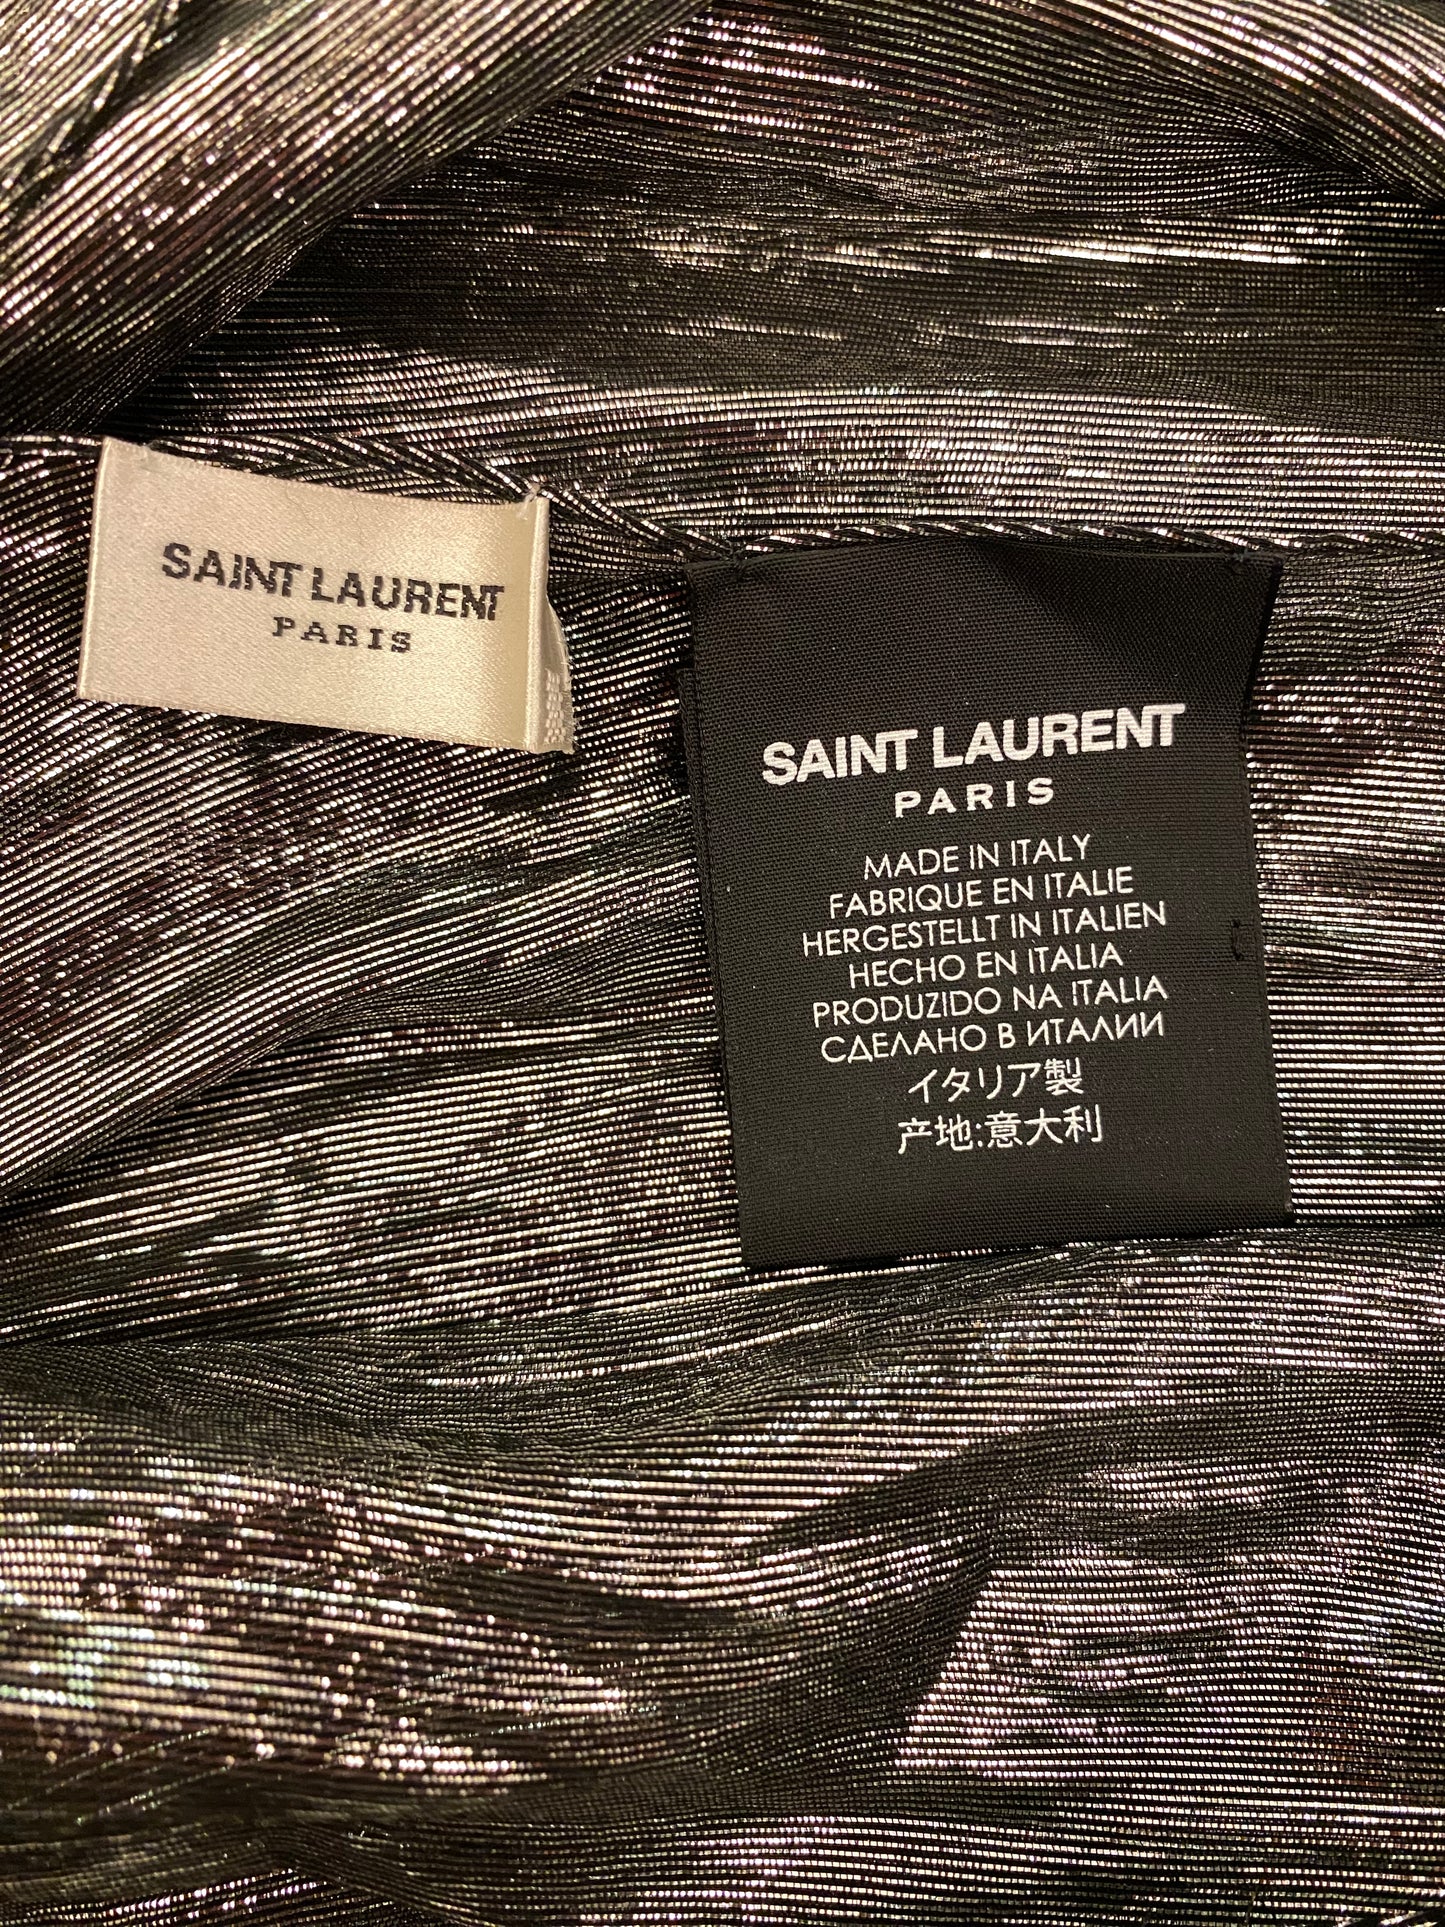 SAINT LAURENT
PARIS
SAINT LAURENT
PARIS
MADE IN ITALY
FABRIQUE EN ITALIE
HERGESTELLT IN ITALIEN
HECHO EN ITALIA
PRODUZIDO NA ITALIA
СДЕЛАНО В ИТАЛИИ
イタリア製
产地:意大利